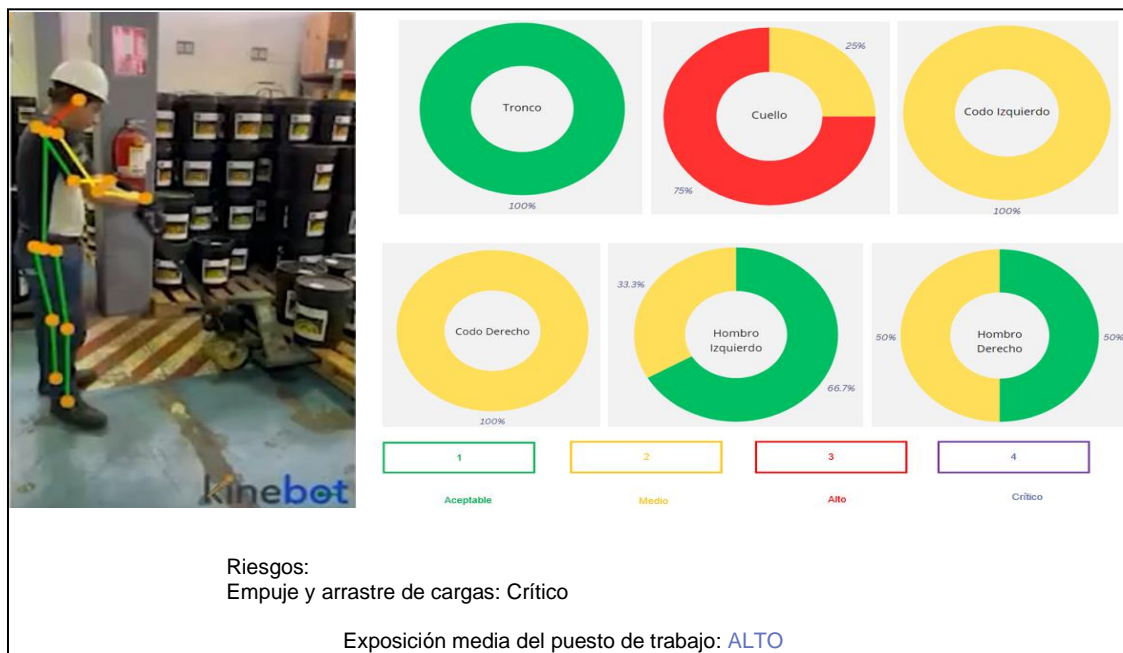 Tronco
100%
25%
Cuello
75%
Codo Izquierdo
100%
Codo Derecho
100%
33.3%
Hombro
Izquierdo
66.7%
50%
Hombro
Derecho
50%
1
2
3
4
Aceptable
Medio
Alto
Crítico
kinebot
Riesgos:
Empuje y arrastre de cargas: Crítico
Exposición media del puesto de trabajo: ALTO